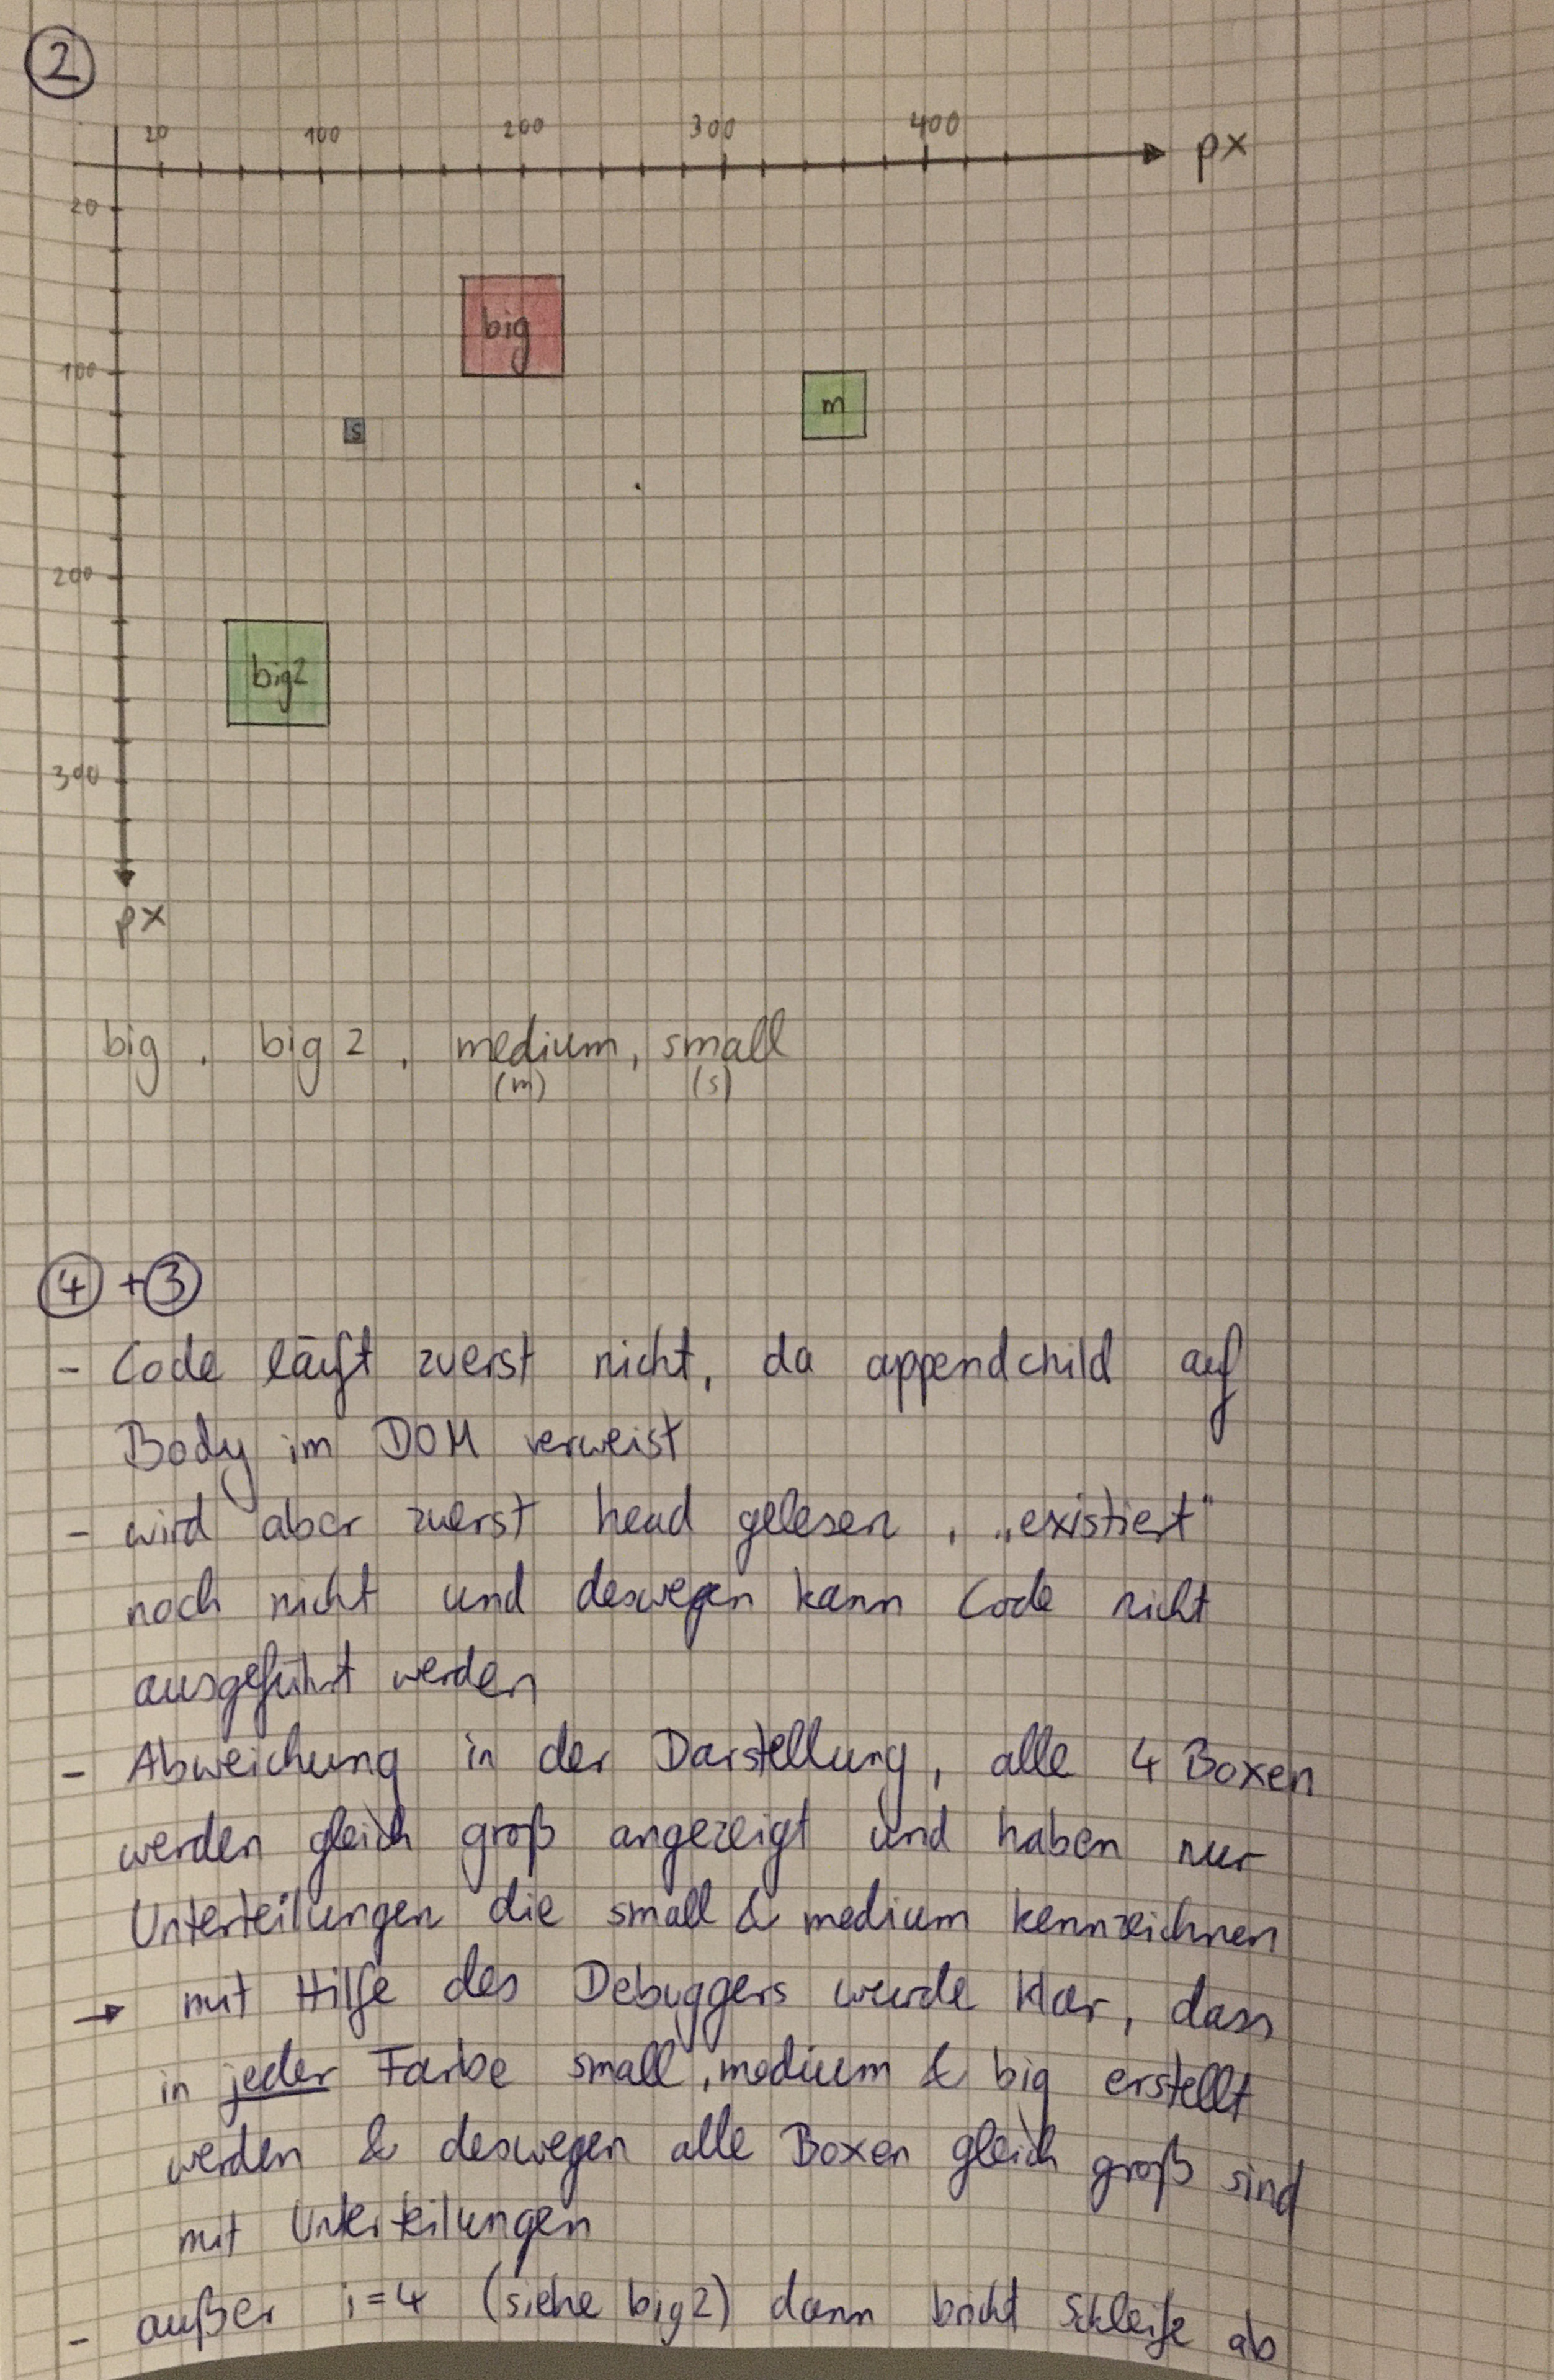 2
20 100 200 300 400 px
20
big
100
m
s
200
big2
300
px
big, big 2, medium, small
(m) (s)
4 + 3
- Code läuft zuerst nicht, da appendchild auf
Body im DOM verweist
- wird aber zuerst head gelesen, „existiert"
noch nicht und deswegen kann Code nicht
ausgeführt werden
- Abweichung in der Darstellung, alle 4 Boxen
werden gleich groß angezeigt und haben nur
Unterteilungen die small & medium kennzeichnen
→ mit Hilfe des Debuggers wurde klar, dass
in jeder Farbe small, medium & big erstellt
werden & deswegen alle Boxen gleich groß sind
mit Unterteilungen
- außer i=4 (siehe big2) dann bricht Schleife ab